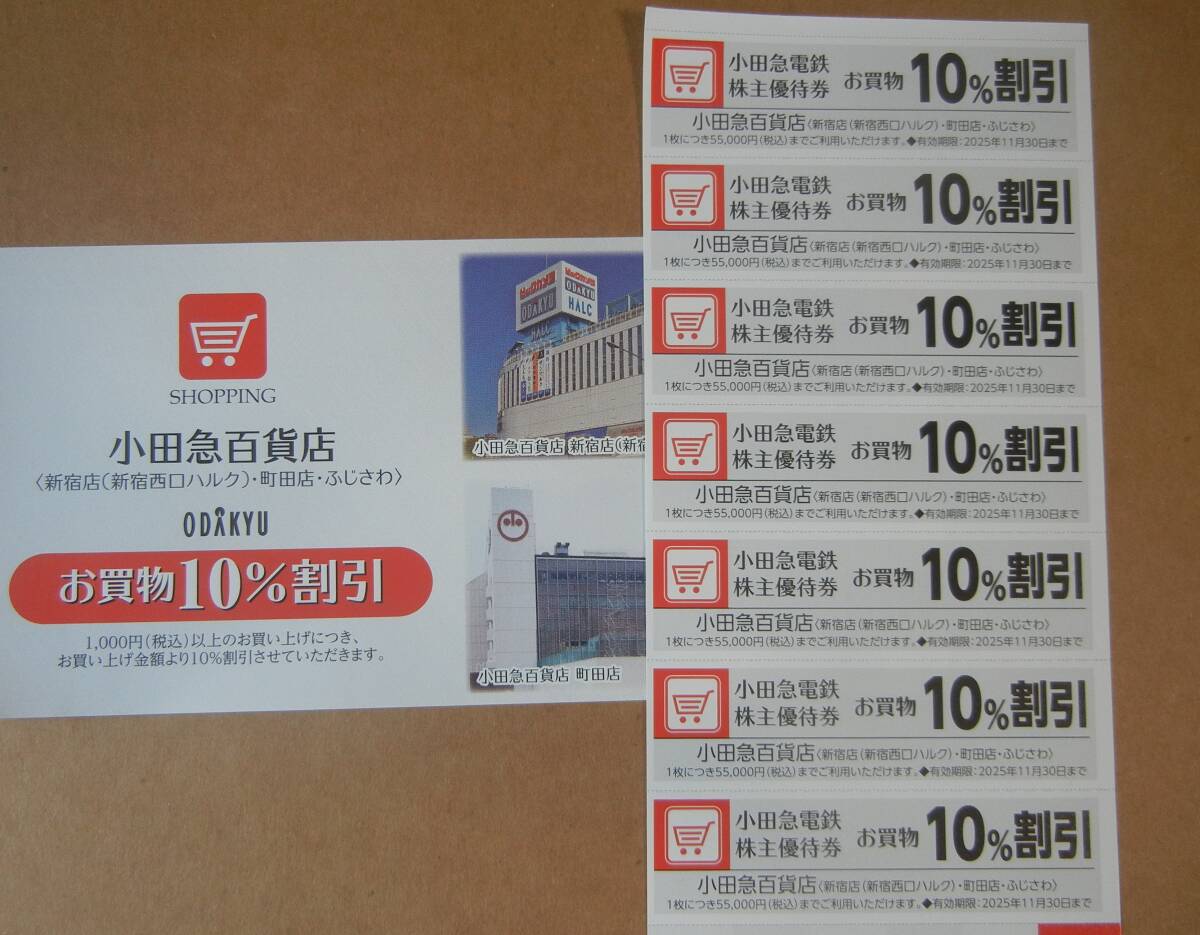 SHOPPING
小田急百貨店
〈新宿店(新宿西口ハルク)・町田店・ふじさわ〉
ODAKYU
お買物10%割引
1,000円(税込)以上のお買い上げにつき、
お買い上げ金額より10%割引させていただきます。
ビックカメラ
ODAKYU
HALC
ODAKYU
HALC
小田急百貨店 新宿店(新宿
小田急百貨店 町田店
小田急電鉄
株主優待券
お買物 10%割引
小田急百貨店〈新宿店(新宿西口ハルク)・町田店・ふじさわ〉
1枚につき55,000円(税込)までご利用いただけます。◆有効期限:2025年11月30日まで
小田急電鉄
株主優待券
お買物 10%割引
小田急百貨店〈新宿店(新宿西口ハルク)・町田店・ふじさわ〉
1枚につき55,000円(税込)までご利用いただけます。◆有効期限:2025年11月30日まで
小田急電鉄
株主優待券
お買物 10%割引
小田急百貨店〈新宿店(新宿西口ハルク)・町田店・ふじさわ〉
1枚につき55,000円(税込)までご利用いただけます。◆有効期限:2025年11月30日まで
小田急電鉄
株主優待券
お買物 10%割引
小田急百貨店〈新宿店(新宿西口ハルク)・町田店・ふじさわ〉
1枚につき55,000円(税込)までご利用いただけます。◆有効期限:2025年11月30日まで
小田急電鉄
株主優待券
お買物 10%割引
小田急百貨店〈新宿店(新宿西口ハルク)・町田店・ふじさわ〉
1枚につき55,000円(税込)までご利用いただけます。◆有効期限:2025年11月30日まで
小田急電鉄
株主優待券
お買物 10%割引
小田急百貨店〈新宿店(新宿西口ハルク)・町田店・ふじさわ〉
1枚につき55,000円(税込)までご利用いただけます。◆有効期限:2025年11月30日まで
小田急電鉄
株主優待券
お買物 10%割引
小田急百貨店〈新宿店(新宿西口ハルク)・町田店・ふじさわ〉
1枚につき55,000円(税込)までご利用いただけます。◆有効期限:2025年11月30日まで